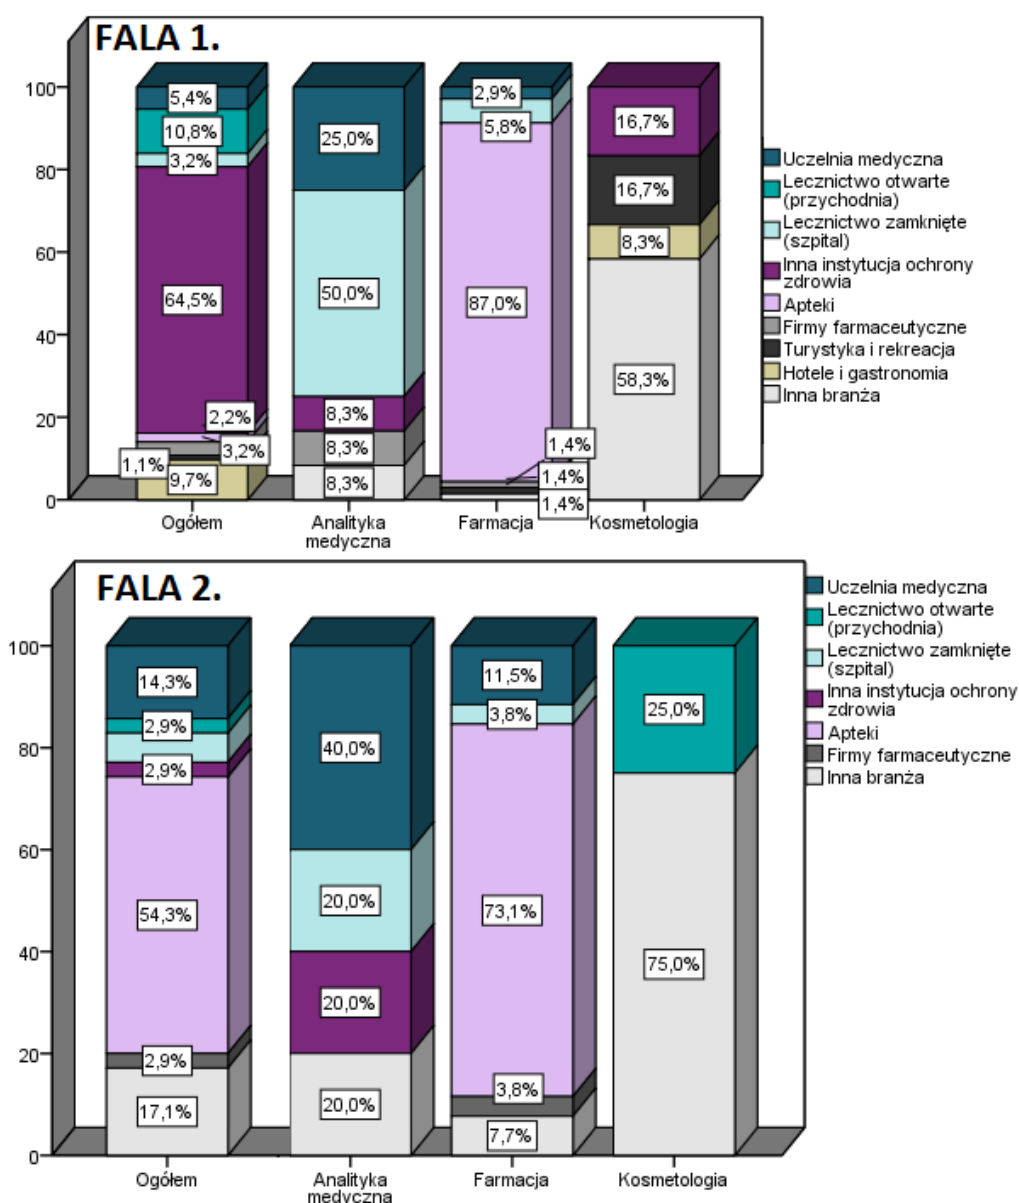 FALA 1.
100
80
60
40
20
0
5,4%
10,8%
3,2%
64,5%
2,2%
3,2%
1,1%
9,7%
25,0%
50,0%
8,3%
8,3%
8,3%
2,9%
5,8%
87,0%
1,4%
1,4%
1,4%
16,7%
16,7%
8,3%
58,3%
Ogółem
Analityka
medyczna
Farmacja
Kosmetologia
Uczelnia medyczna
Lecznictwo otwarte
(przychodnia)
Lecznictwo zamknięte
(szpital)
Inna instytucja ochrony
zdrowia
Apteki
Firmy farmaceutyczne
Turystyka i rekreacja
Hotele i gastronomia
Inna branża
FALA 2.
100
80
60
40
20
0
14,3%
2,9%
2,9%
54,3%
2,9%
17,1%
40,0%
20,0%
20,0%
20,0%
11,5%
3,8%
73,1%
3,8%
7,7%
25,0%
75,0%
Ogółem
Analityka
medyczna
Farmacja
Kosmetologia
Uczelnia medyczna
Lecznictwo otwarte
(przychodnia)
Lecznictwo zamknięte
(szpital)
Inna instytucja ochrony
zdrowia
Apteki
Firmy farmaceutyczne
Inna branża